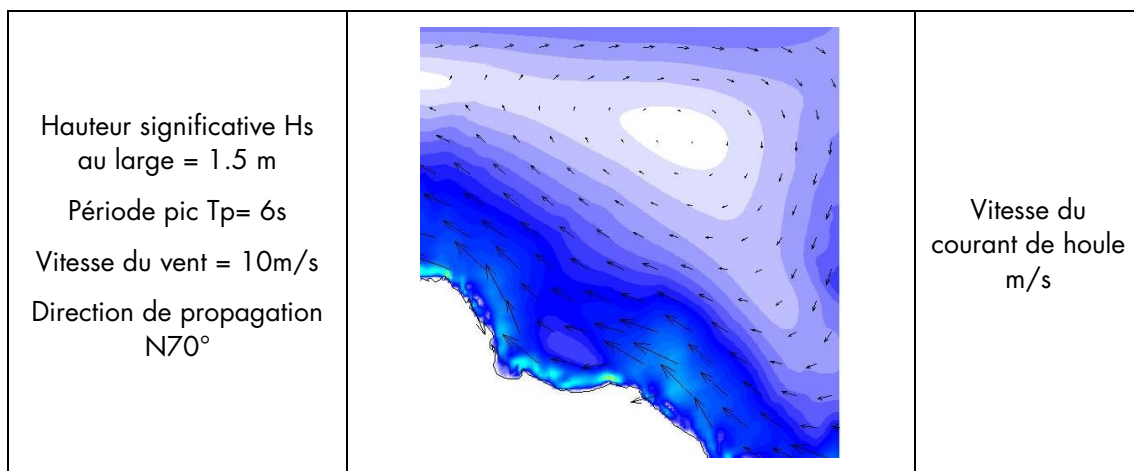 Hauteur significative Hs
au large = 1.5 m
Période pic Tp= 6s
Vitesse du vent = 10m/s
Direction de propagation
N70°
Vitesse du
courant de houle
m/s